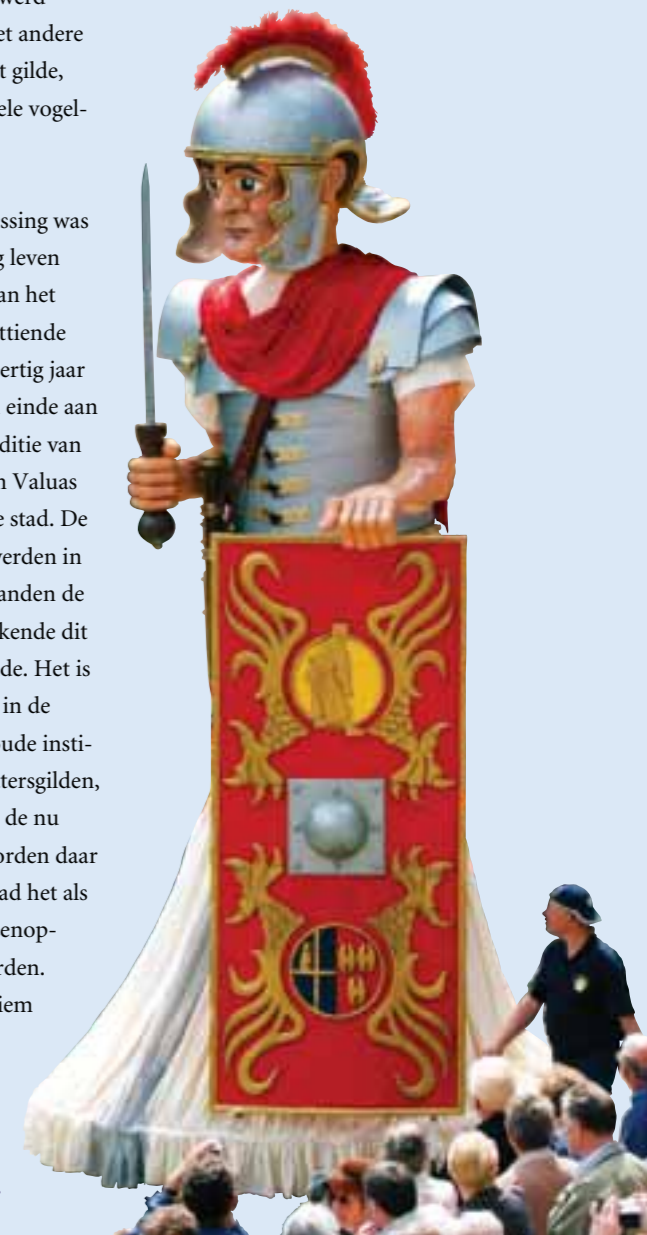 werd
et andere
t gilde,
ele vogel-
ssing was
g leven
an het
ttiende
ertig jaar
einde aan
ditie van
n Valuas
e stad. De
verden in
anden de
kende dit
de. Het is
in de
ude insti-
tersgilden,
de nu
orden daar
ad het als
enop-
rden.
iem